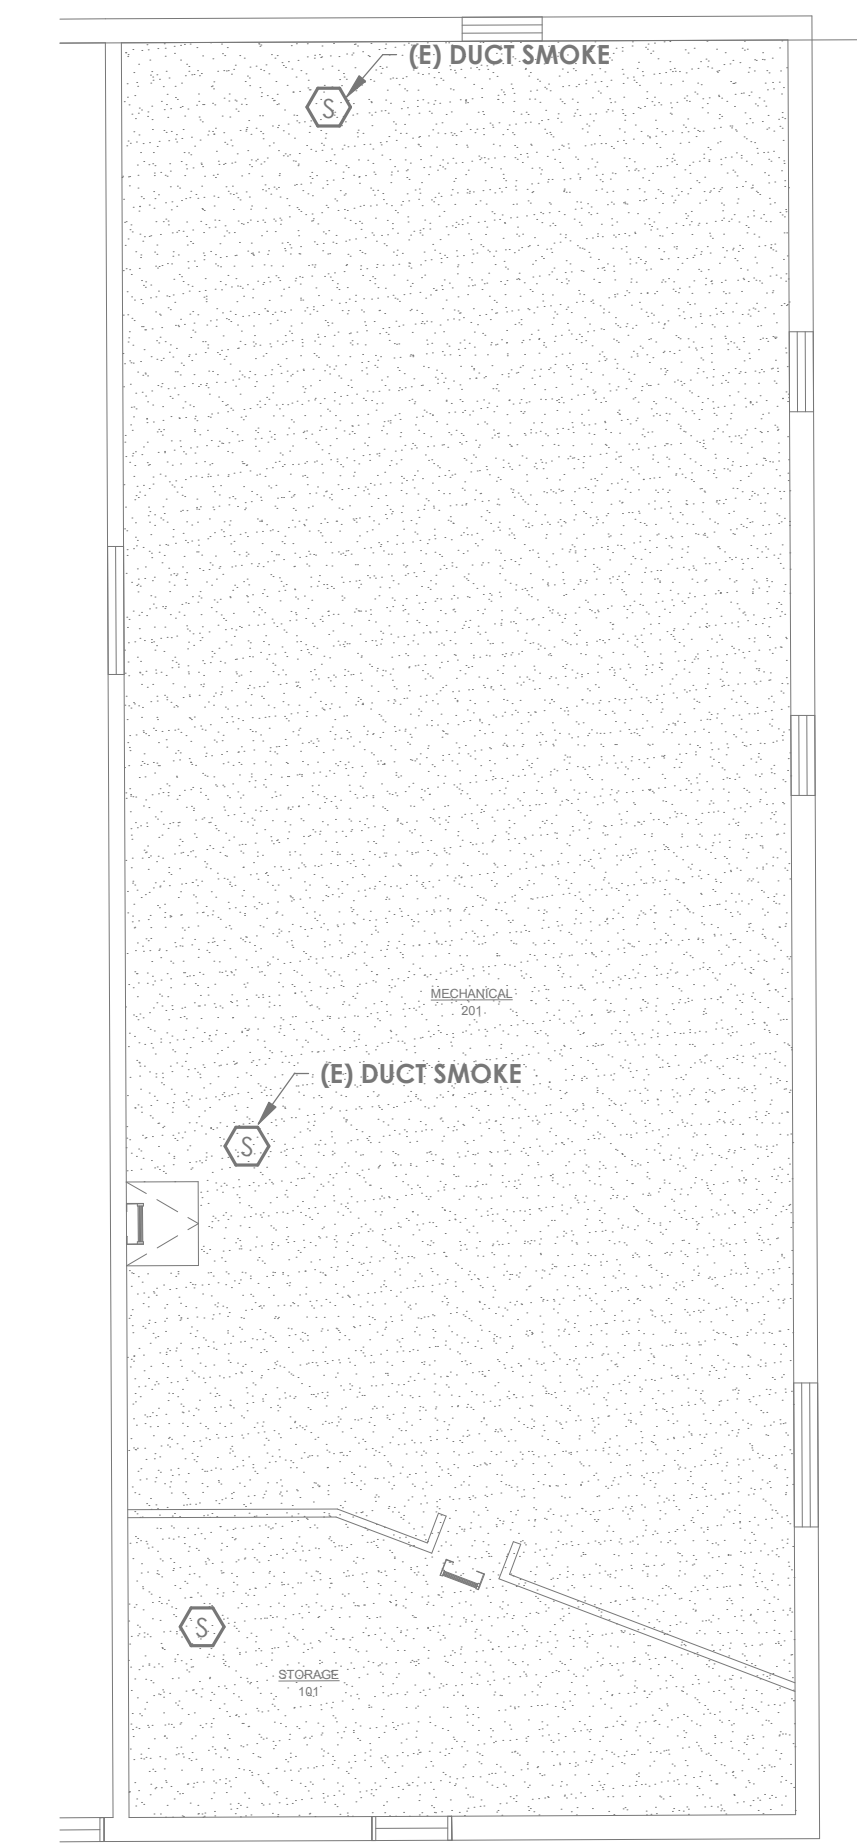 (E) DUCT SMOKE
S
MECHANICAL
201
(E) DUCT SMOKE
S
S
STORAGE
101